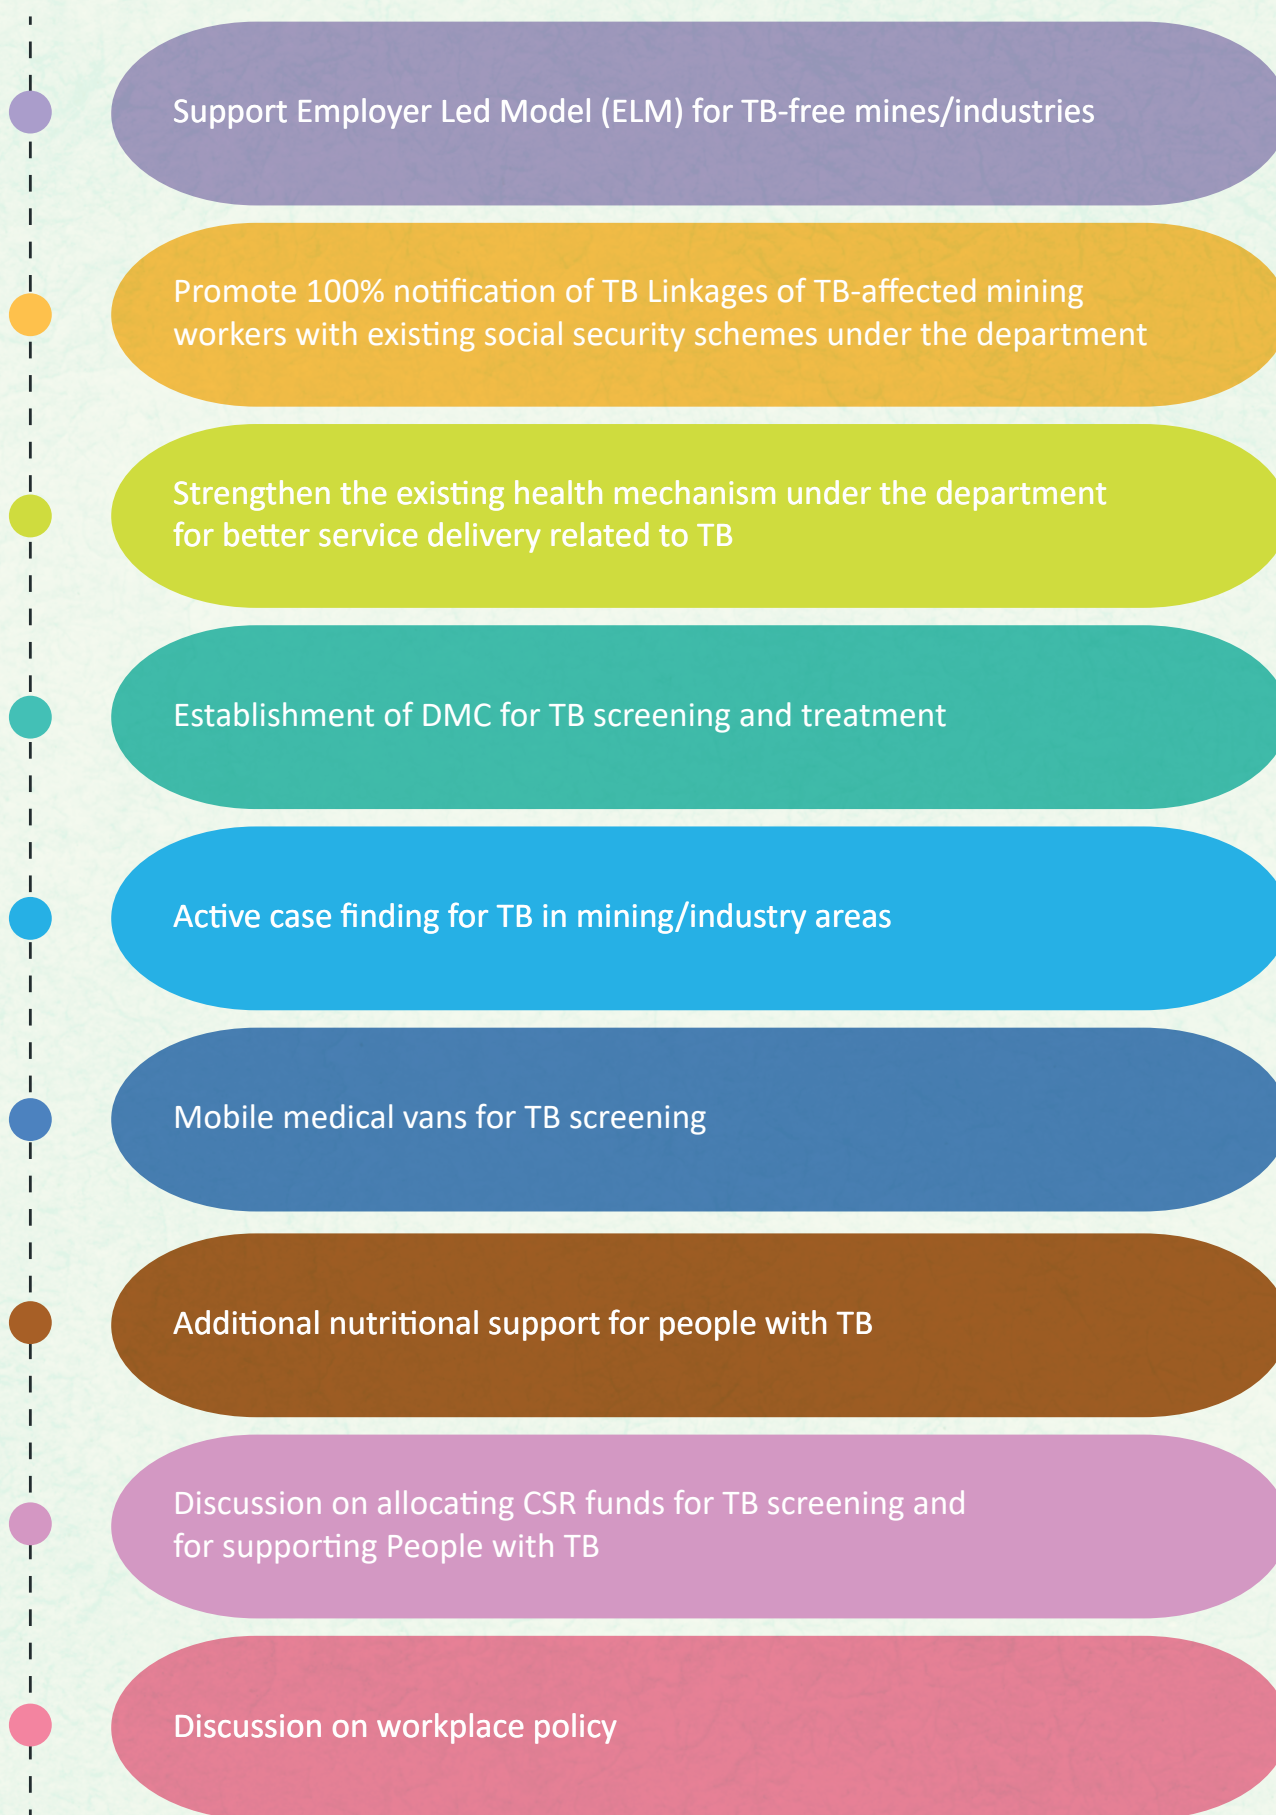 Support Employer Led Model (ELM) for TB-free mines/industries
Promote 100% notification of TB Linkages of TB-affected mining
workers with existing social security schemes under the department
Strengthen the existing health mechanism under the department
for better service delivery related to TB
Establishment of DMC for TB screening and treatment
Active case finding for TB in mining/industry areas
Mobile medical vans for TB screening
Additional nutritional support for people with TB
Discussion on allocating CSR funds for TB screening and
for supporting People with TB
Discussion on workplace policy